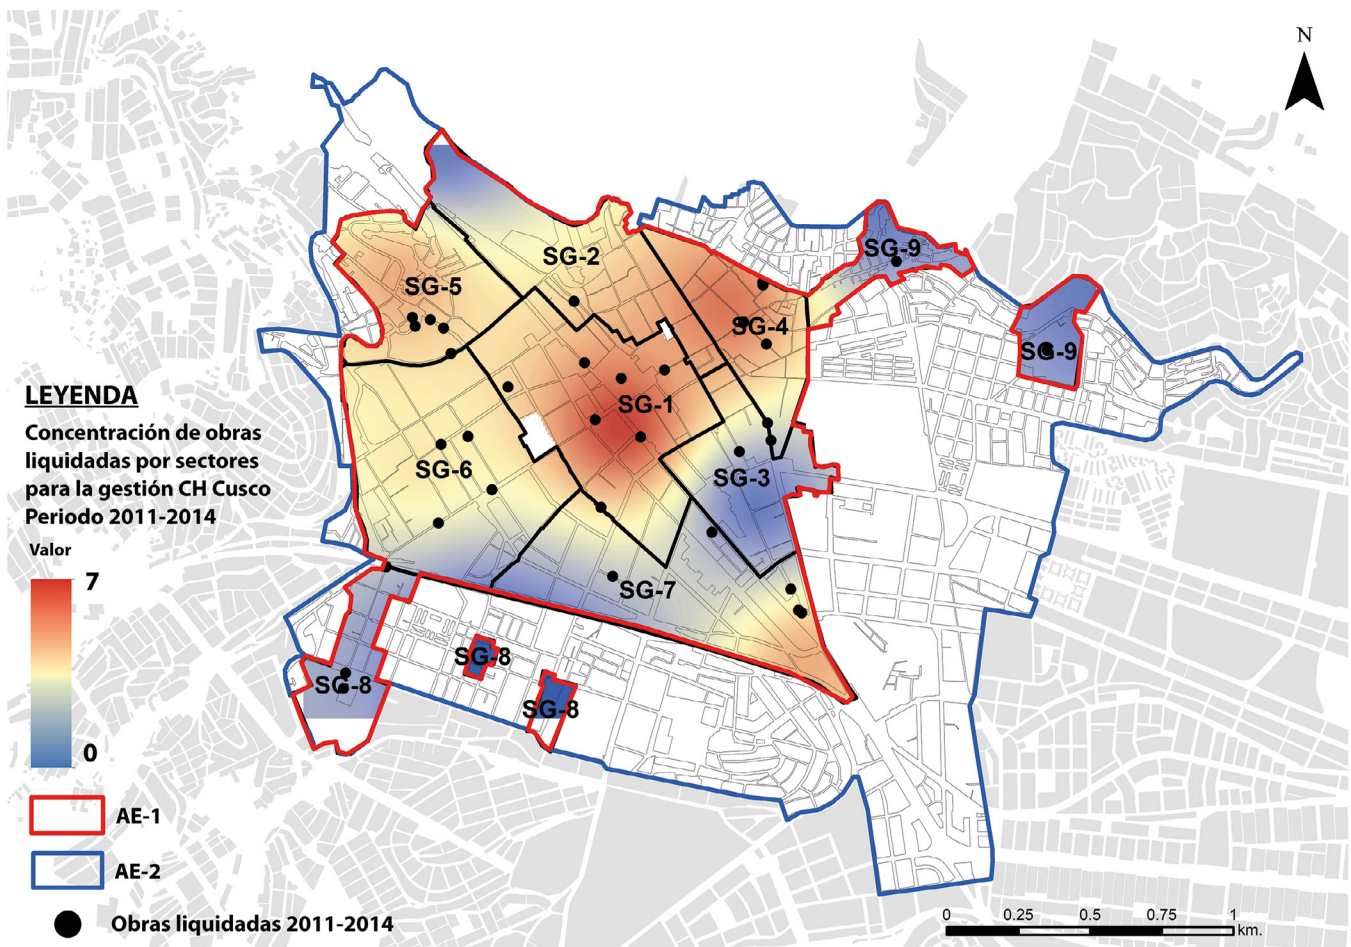 N
SG-9
SG-2
SG-5
SG-4
SG-9
SG-1
SG-6
SG-3
SG-7
SG-8
SG-8
SG-8
LEYENDA
Concentración de obras
liquidadas por sectores
para la gestión CH Cusco
Periodo 2011-2014
Valor
7
0
AE-1
AE-2
Obras liquidadas 2011-2014
0 0.25 0.5 0.75 1
km.